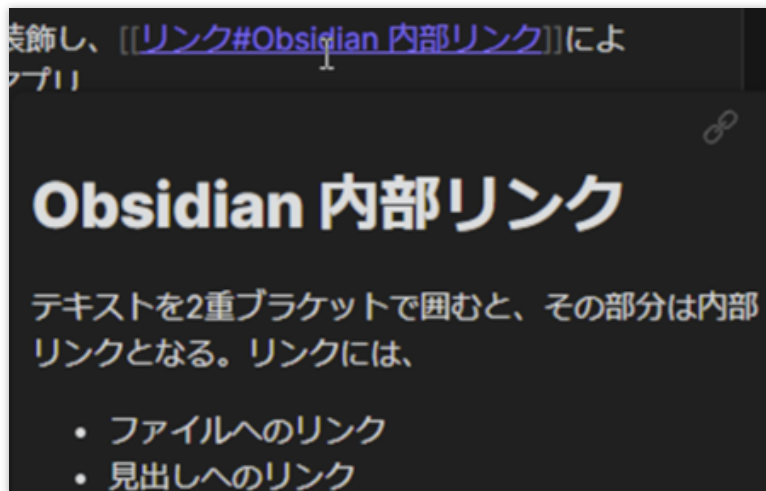 装飾し、[[リンク#Obsidian 内部リンク]]によ
アプリ
Obsidian 内部リンク
テキストを2重ブラケットで囲むと、その部分は内部
リンクとなる。リンクには、
• ファイルへのリンク
• 見出しへのリンク